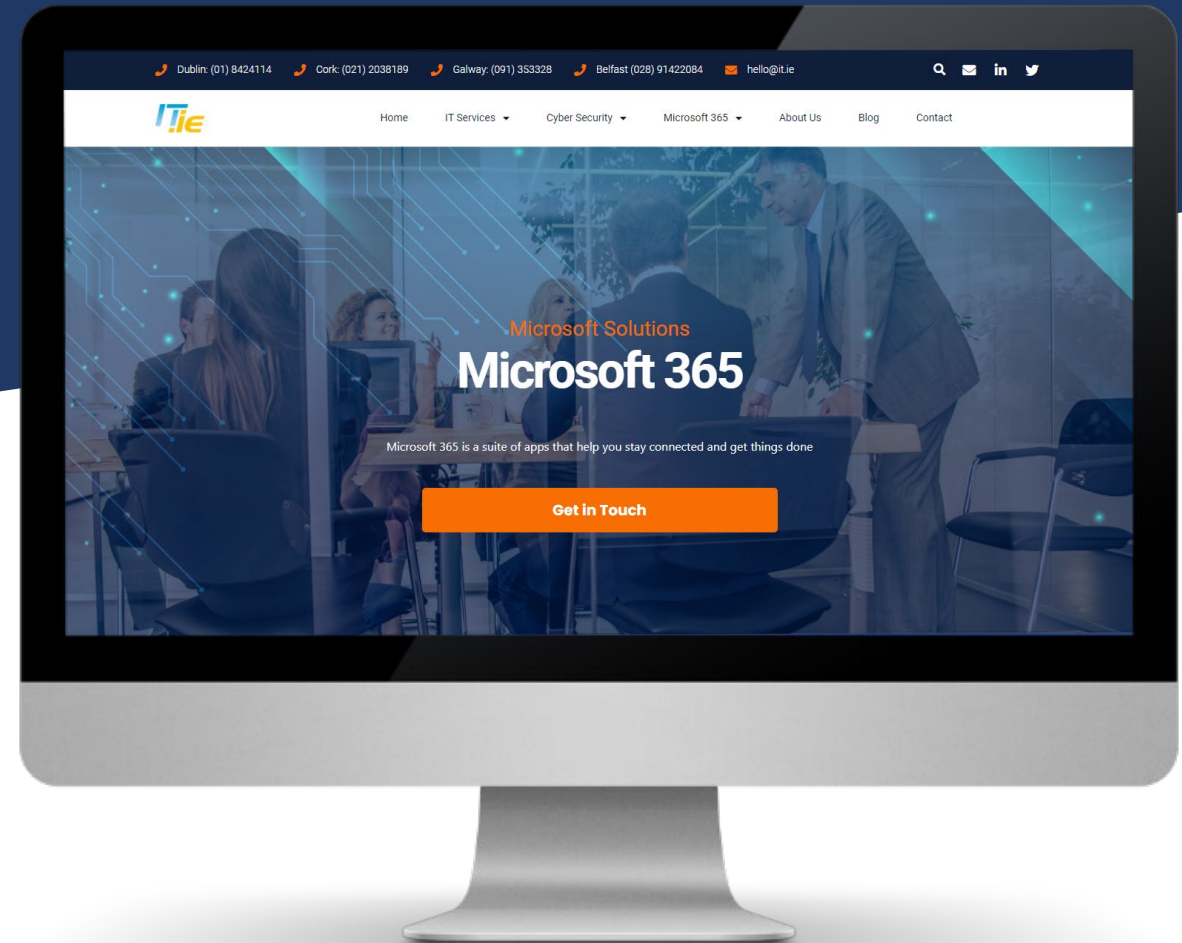 Dublin: (01) 8424114 Cork: (021) 2038189 Galway: (091) 353328 Belfast (028) 91422084 hello@it.ie in
IT.ie Home IT Services Cyber Security Microsoft 365 About Us Blog Contact
Microsoft Solutions
Microsoft 365
Microsoft 365 is a suite of apps that help you stay connected and get things done
Get in Touch